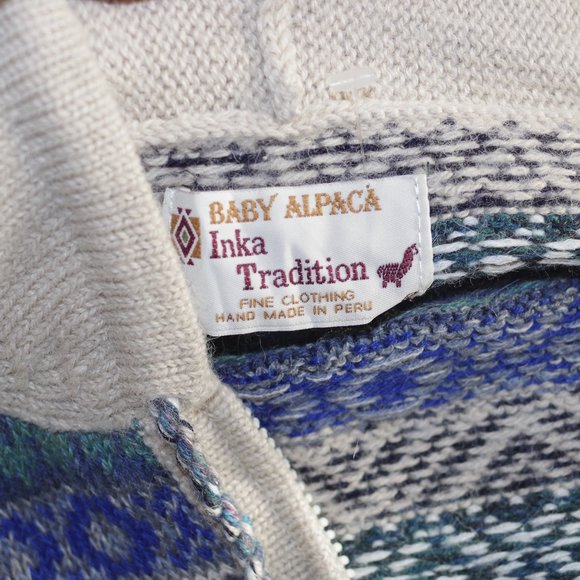 BABY ALPACA
Inka
Tradition
FINE CLOTHING
HAND MADE IN PERU